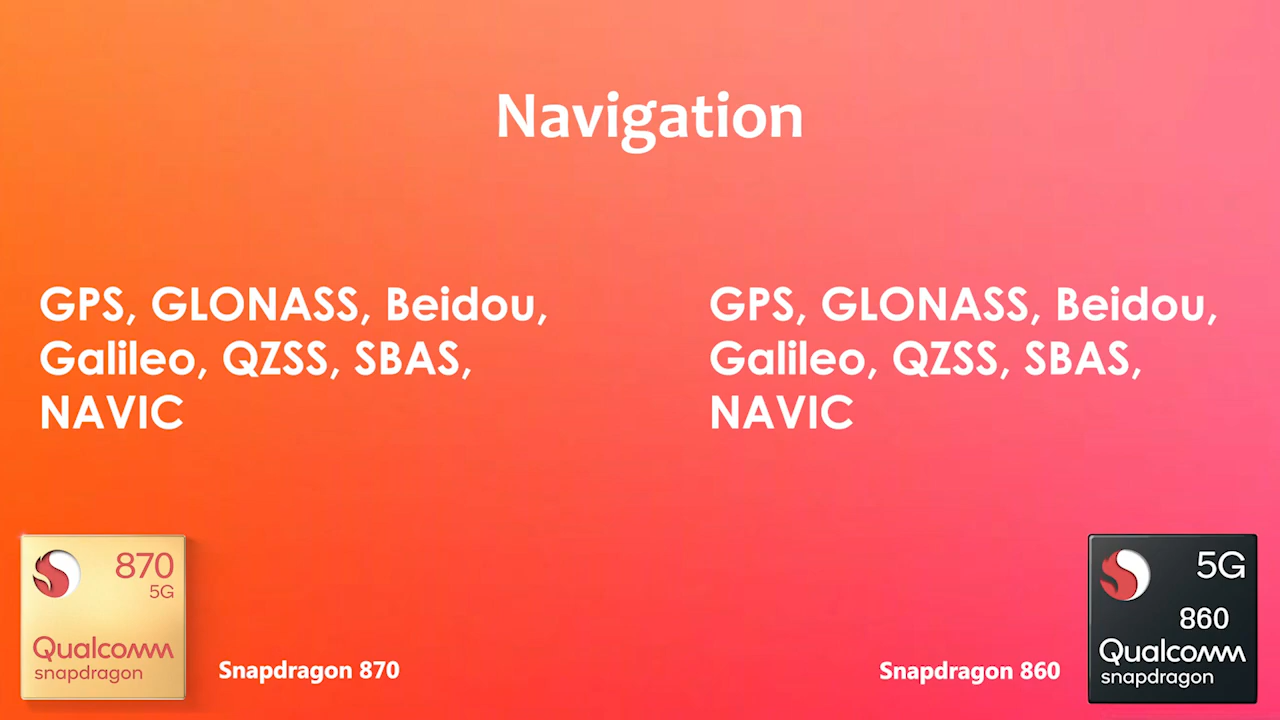 Navigation
GPS, GLONASS, Beidou,
Galileo, QZSS, SBAS,
NAVIC
GPS, GLONASS, Beidou,
Galileo, QZSS, SBAS,
NAVIC
870
5G
Qualcomm
snapdragon
Snapdragon 870
Snapdragon 860
5G
860
Qualcomm
snapdragon